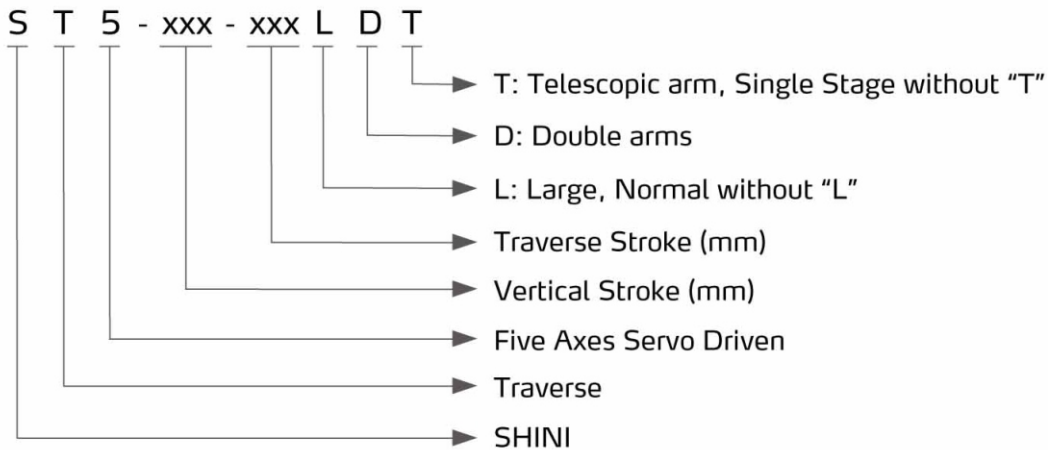 S T 5 - xxx - xxx L D T
T: Telescopic arm, Single Stage without “T”
D: Double arms
L: Large, Normal without “L”
Traverse Stroke (mm)
Vertical Stroke (mm)
Five Axes Servo Driven
Traverse
SHINI